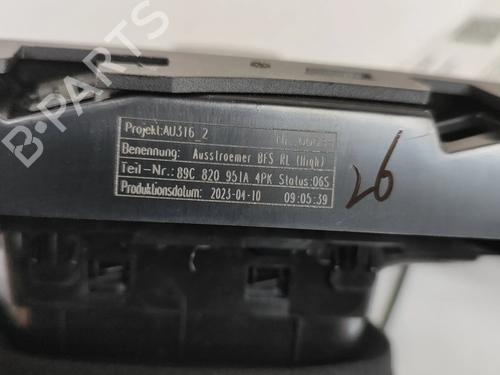 B-PARTS
Projekt:AU316_2
Benennung: Ausstroemer BFS RL (High)
Teil-Nr.:89C 820 951A 4PK Status:06S
Produktionsdatum: 2023-04-10 09:05:39
26